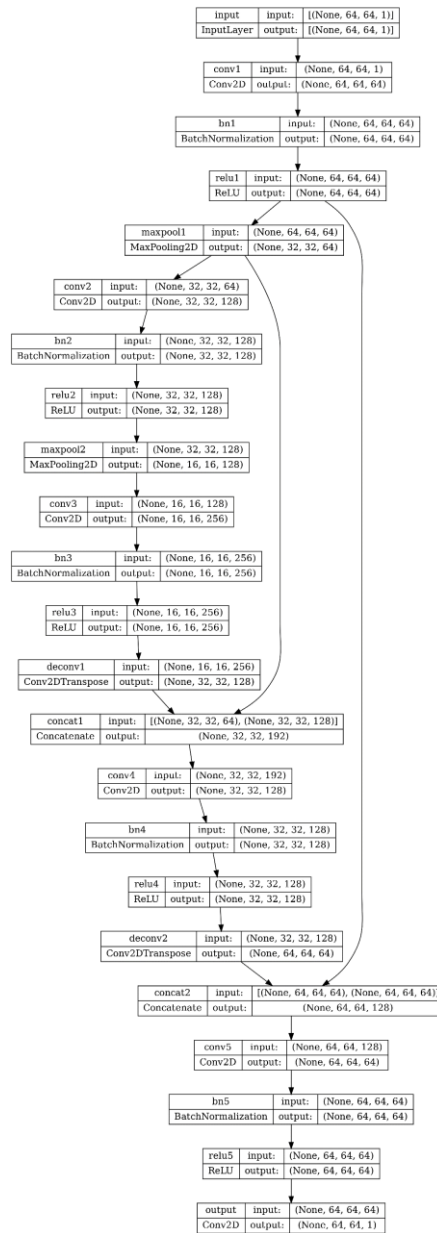 input input: [(None, 64, 64, 1)]
InputLayer output: [(None, 64, 64, 1)]
conv1 input: (None, 64, 64, 1)
Conv2D output: (None, 64, 64, 64)
bn1 input: (None, 64, 64, 64)
BatchNormalization output: (None, 64, 64, 64)
relu1 input: (None, 64, 64, 64)
ReLU output: (None, 64, 64, 64)
maxpool1 input: (None, 64, 64, 64)
MaxPooling2D output: (None, 32, 32, 64)
conv2 input: (None, 32, 32, 64)
Conv2D output: (None, 32, 32, 128)
bn2 input: (None, 32, 32, 128)
BatchNormalization output: (None, 32, 32, 128)
relu2 input: (None, 32, 32, 128)
ReLU output: (None, 32, 32, 128)
maxpool2 input: (None, 32, 32, 128)
MaxPooling2D output: (None, 16, 16, 128)
conv3 input: (None, 16, 16, 128)
Conv2D output: (None, 16, 16, 256)
bn3 input: (None, 16, 16, 256)
BatchNormalization output: (None, 16, 16, 256)
relu3 input: (None, 16, 16, 256)
ReLU output: (None, 16, 16, 256)
deconv1 input: (None, 16, 16, 256)
Conv2DTranspose output: (None, 32, 32, 128)
concat1 input: [(None, 32, 32, 64), (None, 32, 32, 128)]
Concatenate output: (None, 32, 32, 192)
conv4 input: (None, 32, 32, 192)
Conv2D output: (None, 32, 32, 128)
bn4 input: (None, 32, 32, 128)
BatchNormalization output: (None, 32, 32, 128)
relu4 input: (None, 32, 32, 128)
ReLU output: (None, 32, 32, 128)
deconv2 input: (None, 32, 32, 128)
Conv2DTranspose output: (None, 64, 64, 64)
concat2 input: [(None, 64, 64, 64), (None, 64, 64, 64)]
Concatenate output: (None, 64, 64, 128)
conv5 input: (None, 64, 64, 128)
Conv2D output: (None, 64, 64, 64)
bn5 input: (None, 64, 64, 64)
BatchNormalization output: (None, 64, 64, 64)
relu5 input: (None, 64, 64, 64)
ReLU output: (None, 64, 64, 64)
output input: (None, 64, 64, 64)
Conv2D output: (None, 64, 64, 1)